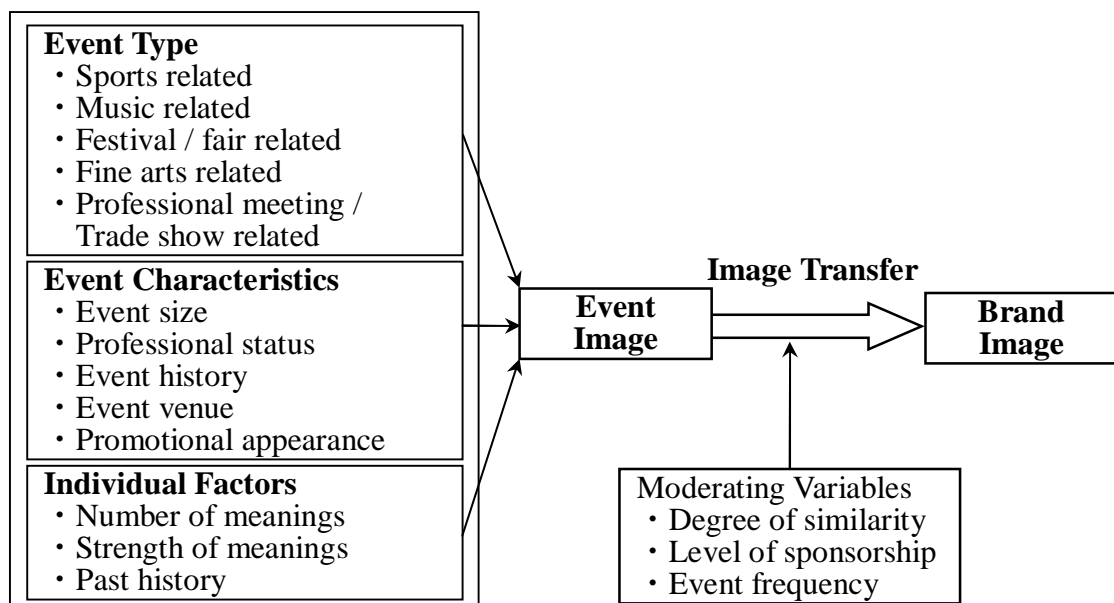 Event Type
・Sports related
・Music related
・Festival / fair related
・Fine arts related
・Professional meeting /
Trade show related
Event Characteristics
・Event size
・Professional status
・Event history
・Event venue
・Promotional appearance
Individual Factors
・Number of meanings
・Strength of meanings
・Past history
Event
Image
Image Transfer
Brand
Image
Moderating Variables
・Degree of similarity
・Level of sponsorship
・Event frequency